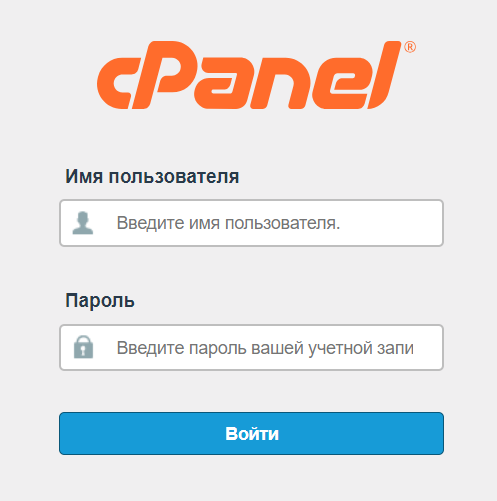 cPanel®
Имя пользователя
Введите имя пользователя.
Пароль
Введите пароль вашей учетной запи
Войти